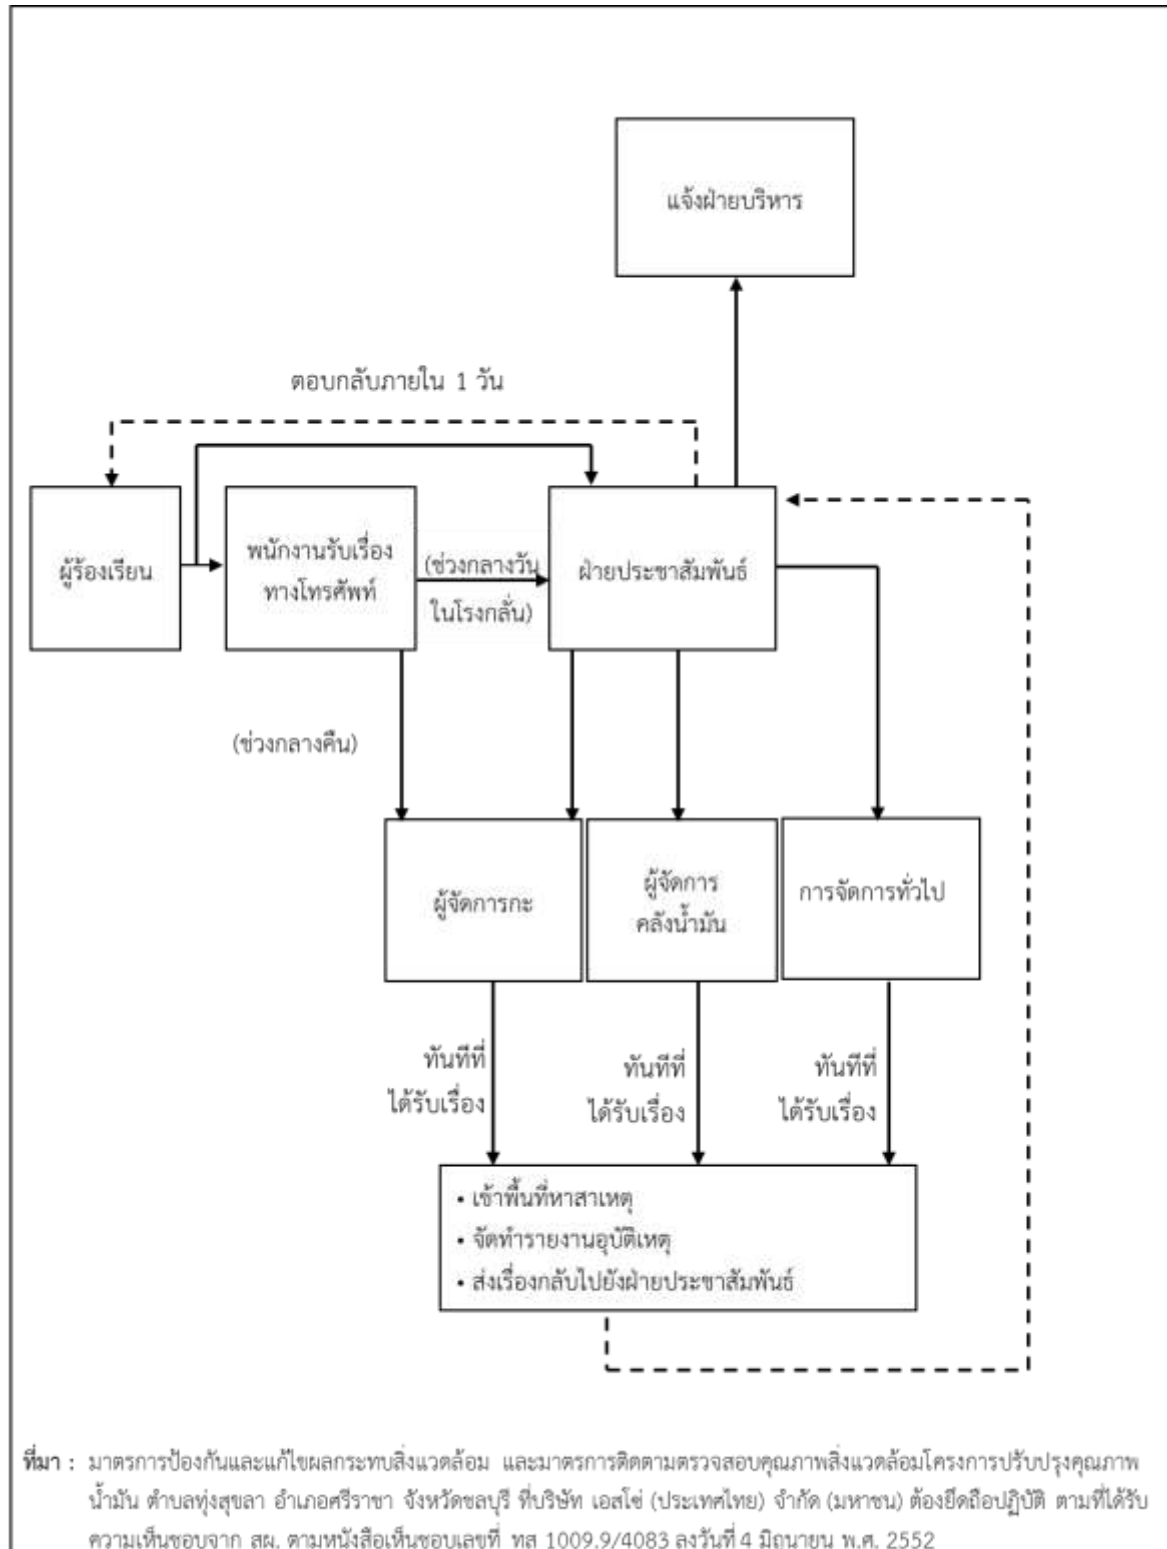 แจ้งฝ่ายบริหาร
ตอบกลับภายใน 1 วัน
ผู้ร้องเรียน
พนักงานรับเรื่อง
ทางโทรศัพท์
(ช่วงกลางวัน
ในโรงกลั่น)
ฝ่ายประชาสัมพันธ์
(ช่วงกลางคืน)
ผู้จัดการกะ
ผู้จัดการ
คลังน้ำมัน
การจัดการทั่วไป
ทันทีที่
ได้รับเรื่อง
ทันทีที่
ได้รับเรื่อง
ทันทีที่
ได้รับเรื่อง
• เข้าพื้นที่หาสาเหตุ
• จัดทำรายงานอุบัติเหตุ
• ส่งเรื่องกลับไปยังฝ่ายประชาสัมพันธ์
ที่มา : มาตรการป้องกันและแก้ไขผลกระทบสิ่งแวดล้อม และมาตรการติดตามตรวจสอบคุณภาพสิ่งแวดล้อมโครงการปรับปรุงคุณภาพ
น้ำมัน ตำบลทุ่งสุขลา อำเภอศรีราชา จังหวัดชลบุรี ที่บริษัท เอสโซ่ (ประเทศไทย) จำกัด (มหาชน) ต้องยึดถือปฏิบัติ ตามที่ได้รับ
ความเห็นชอบจาก สผ. ตามหนังสือเห็นชอบเลขที่ ทส 1009.9/4083 ลงวันที่ 4 มิถุนายน พ.ศ. 2552